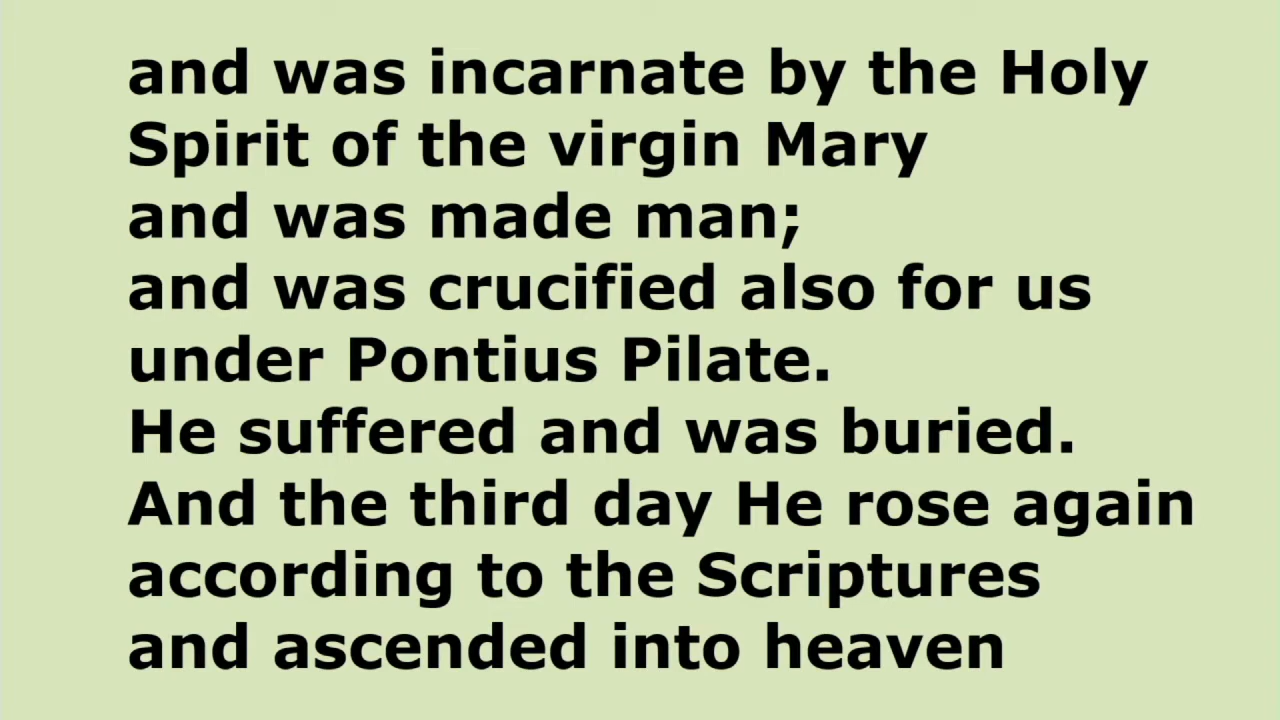 and was incarnate by the Holy
Spirit of the virgin Mary
and was made man;
and was crucified also for us
under Pontius Pilate.
He suffered and was buried.
And the third day He rose again
according to the Scriptures
and ascended into heaven